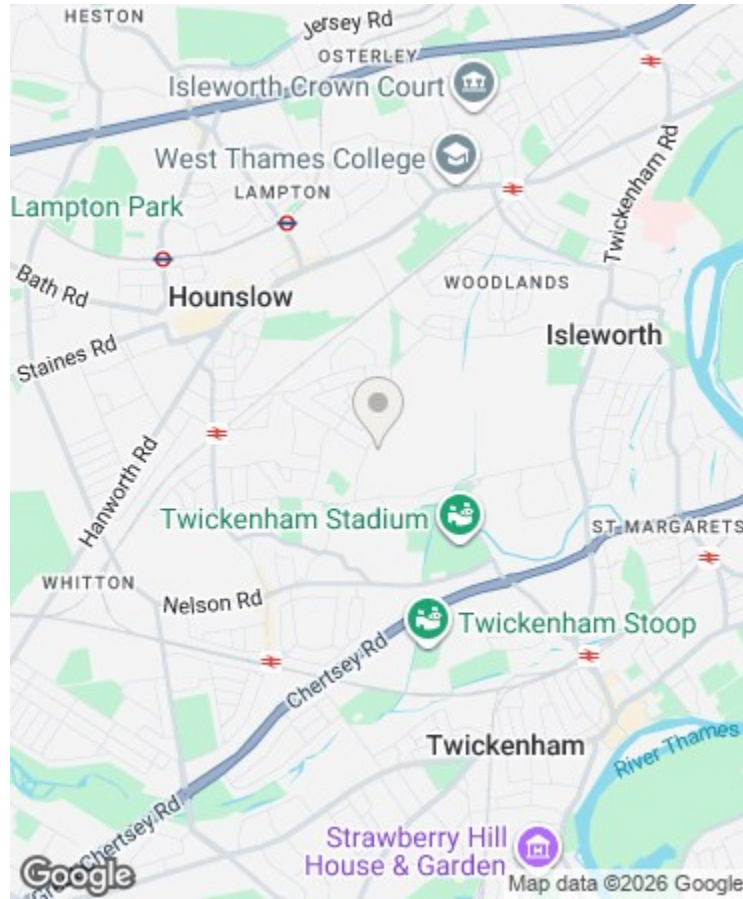 HESTON
Jersey Rd
OSTERLEY
Isleworth Crown Court
West Thames College
Twickenham Rd
LAMPTON
Lampton Park
Bath Rd
WOODLANDS
Hounslow
Isleworth
Staines Rd
Hanworth Rd
Twickenham Stadium
ST MARGARETS
WHITTON
Nelson Rd
Twickenham Stoop
Chertsey Rd
Twickenham
River Thames
Great Chertsey Rd
Strawberry Hill
House & Garden
Google
Map data ©2026 Google